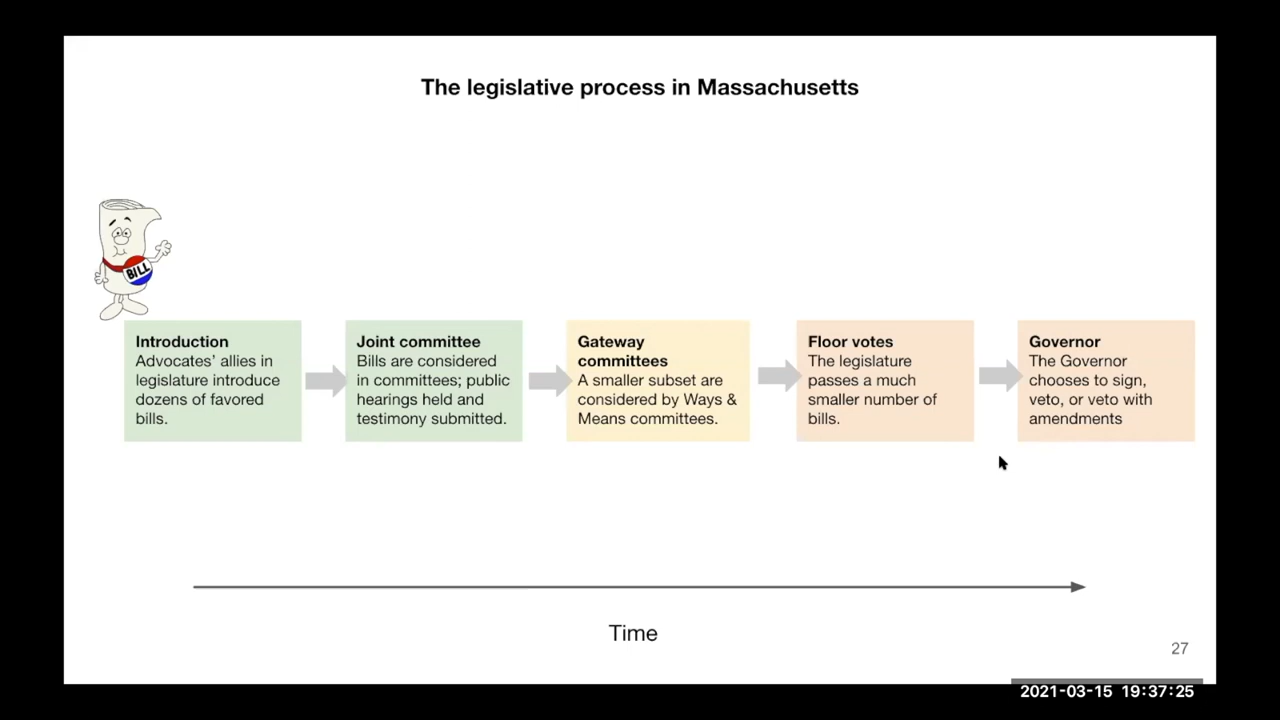 The legislative process in Massachusetts
BILL
Introduction
Advocates’ allies in
legislature introduce
dozens of favored
bills.
Joint committee
Bills are considered
in committees; public
hearings held and
testimony submitted.
Gateway
committees
A smaller subset are
considered by Ways &
Means committees.
Floor votes
The legislature
passes a much
smaller number of
bills.
Governor
The Governor
chooses to sign,
veto, or veto with
amendments
Time
27
2021-03-15 19:37:25